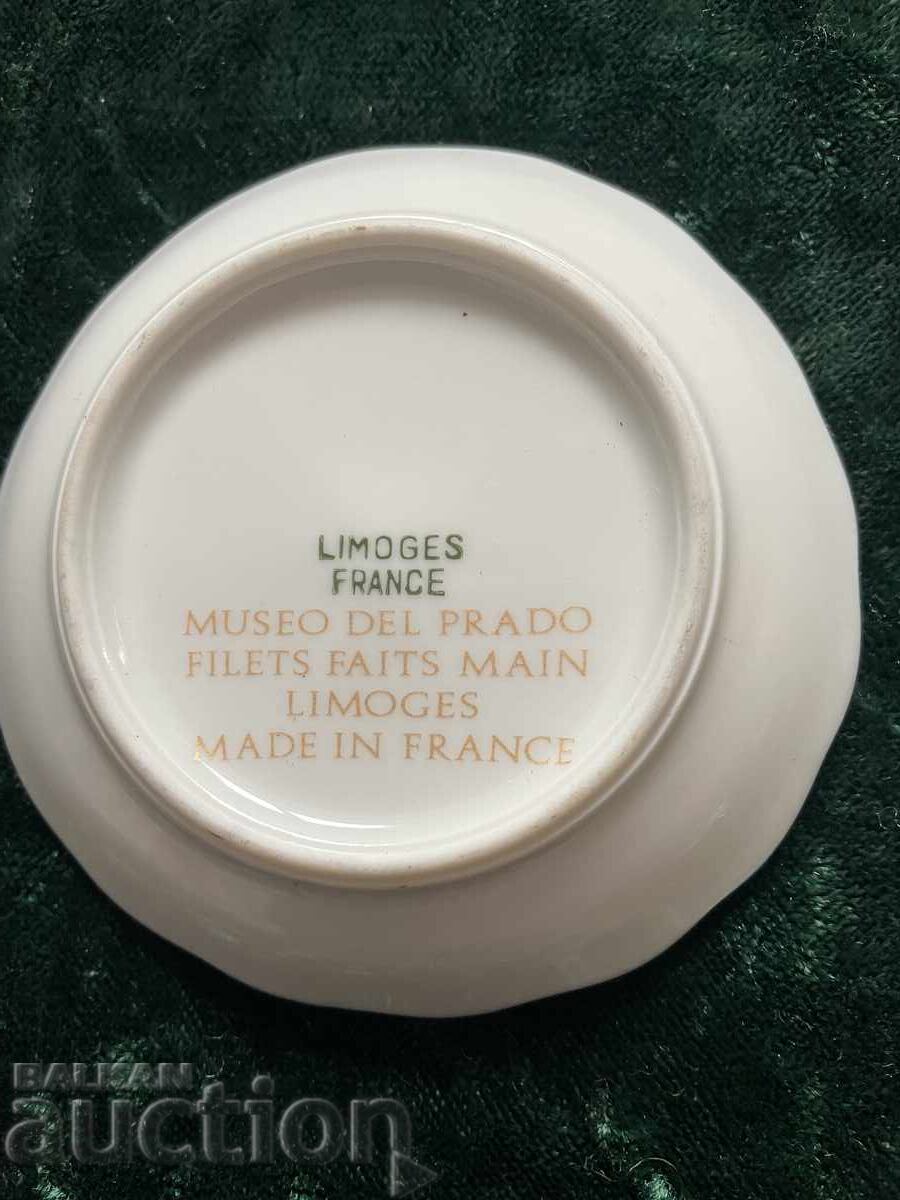 LIMOGES
FRANCE
MUSEO DEL PRADO
FILETS FAITS MAIN
LIMOGES
MADE IN FRANCE
BALKAN
auction